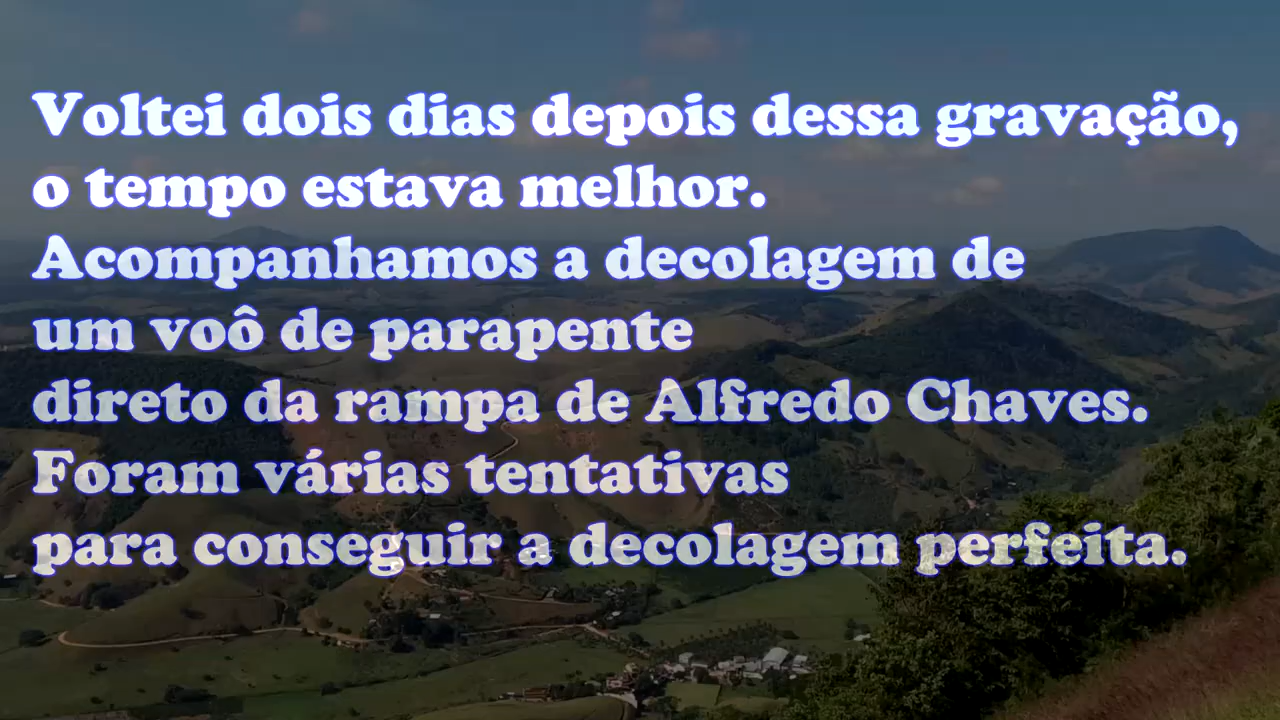 Voltei dois dias depois dessa gravação,
o tempo estava melhor.
Acompanhamos a decolagem de
um voô de parapente
direto da rampa de Alfredo Chaves.
Foram várias tentativas
para conseguir a decolagem perfeita.